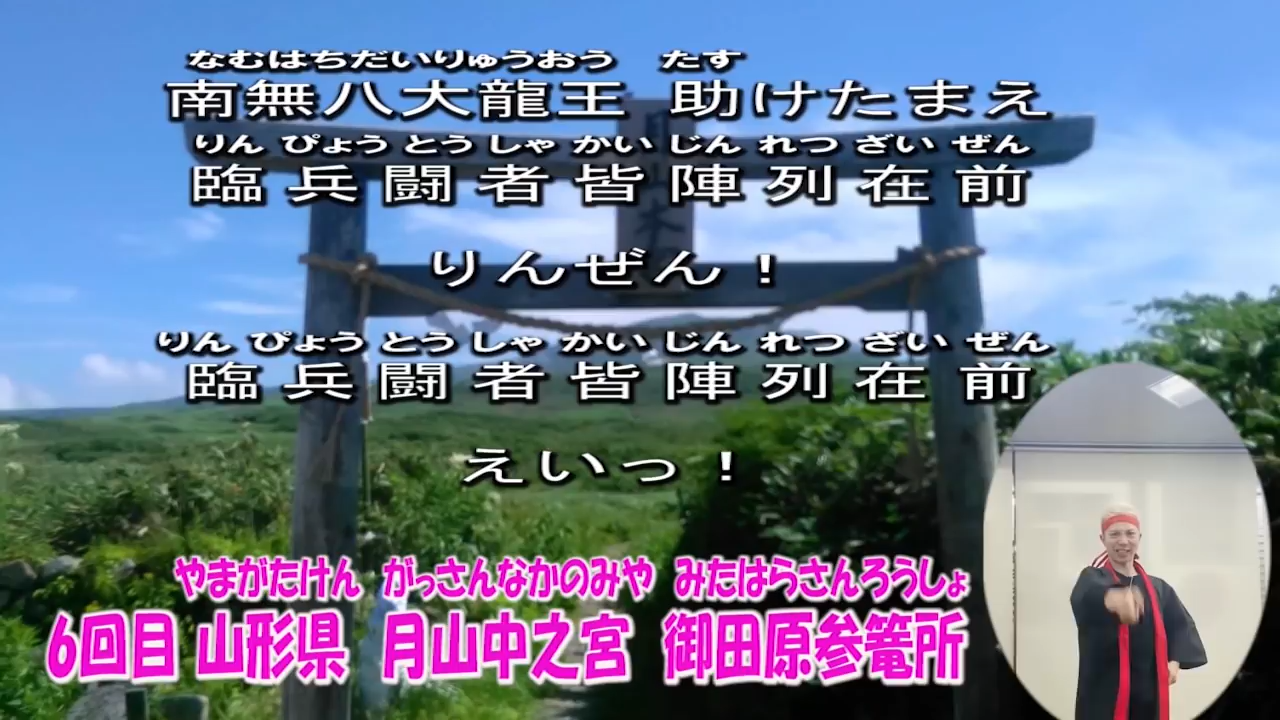 なむはちだいりゅうおう たす
南無八大龍王 助けたまえ
りん ぴょう とう しゃ かい じん れつ ざい ぜん
臨兵闘者皆陣列在前
りんぜん！
りん ぴょう とう しゃ かい じん れつ ざい ぜん
臨兵闘者皆陣列在前
えいっ！
やまがたけん がっさんなかのみや みたはらさんろうしょ
6回目 山形県 月山中之宮 御田原参篭所